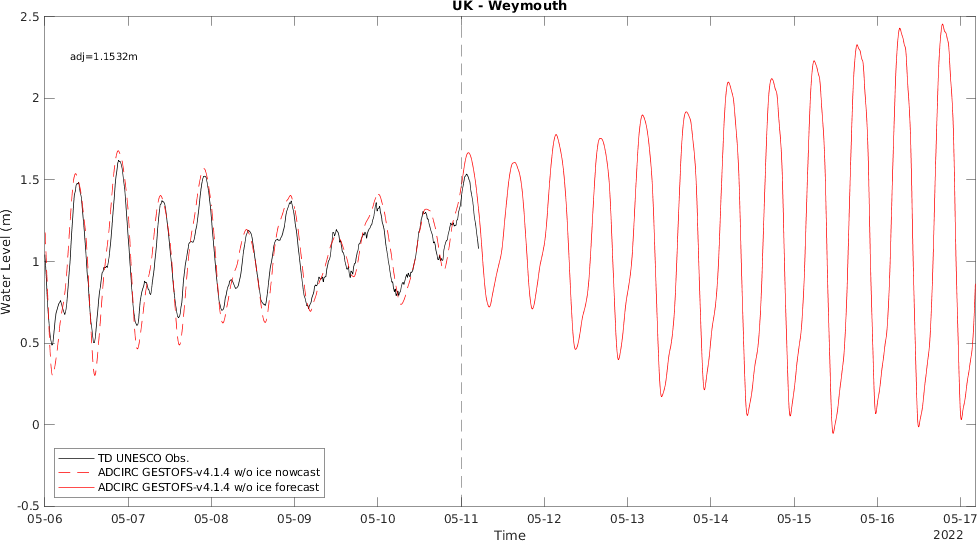 UK - Weymouth
adj=1.1532m
2.5
2
1.5
1
0.5
0
-0.5
Water Level (m)
TD UNESCO Obs.
ADCIRC GESTOFS-v4.1.4 w/o ice nowcast
ADCIRC GESTOFS-v4.1.4 w/o ice forecast
05-06 05-07 05-08 05-09 05-10 05-11 05-12 05-13 05-14 05-15 05-16 05-17
Time
2022